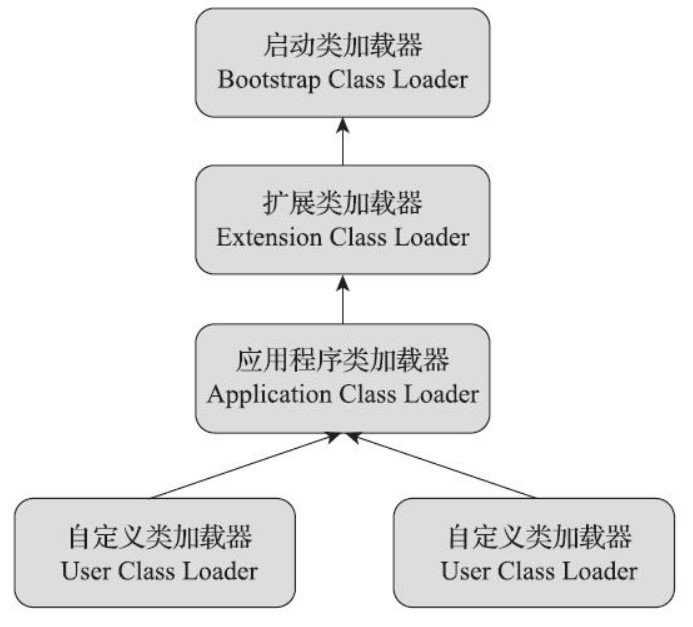 启动类加载器
Bootstrap Class Loader
扩展类加载器
Extension Class Loader
应用程序类加载器
Application Class Loader
自定义类加载器
User Class Loader
自定义类加载器
User Class Loader